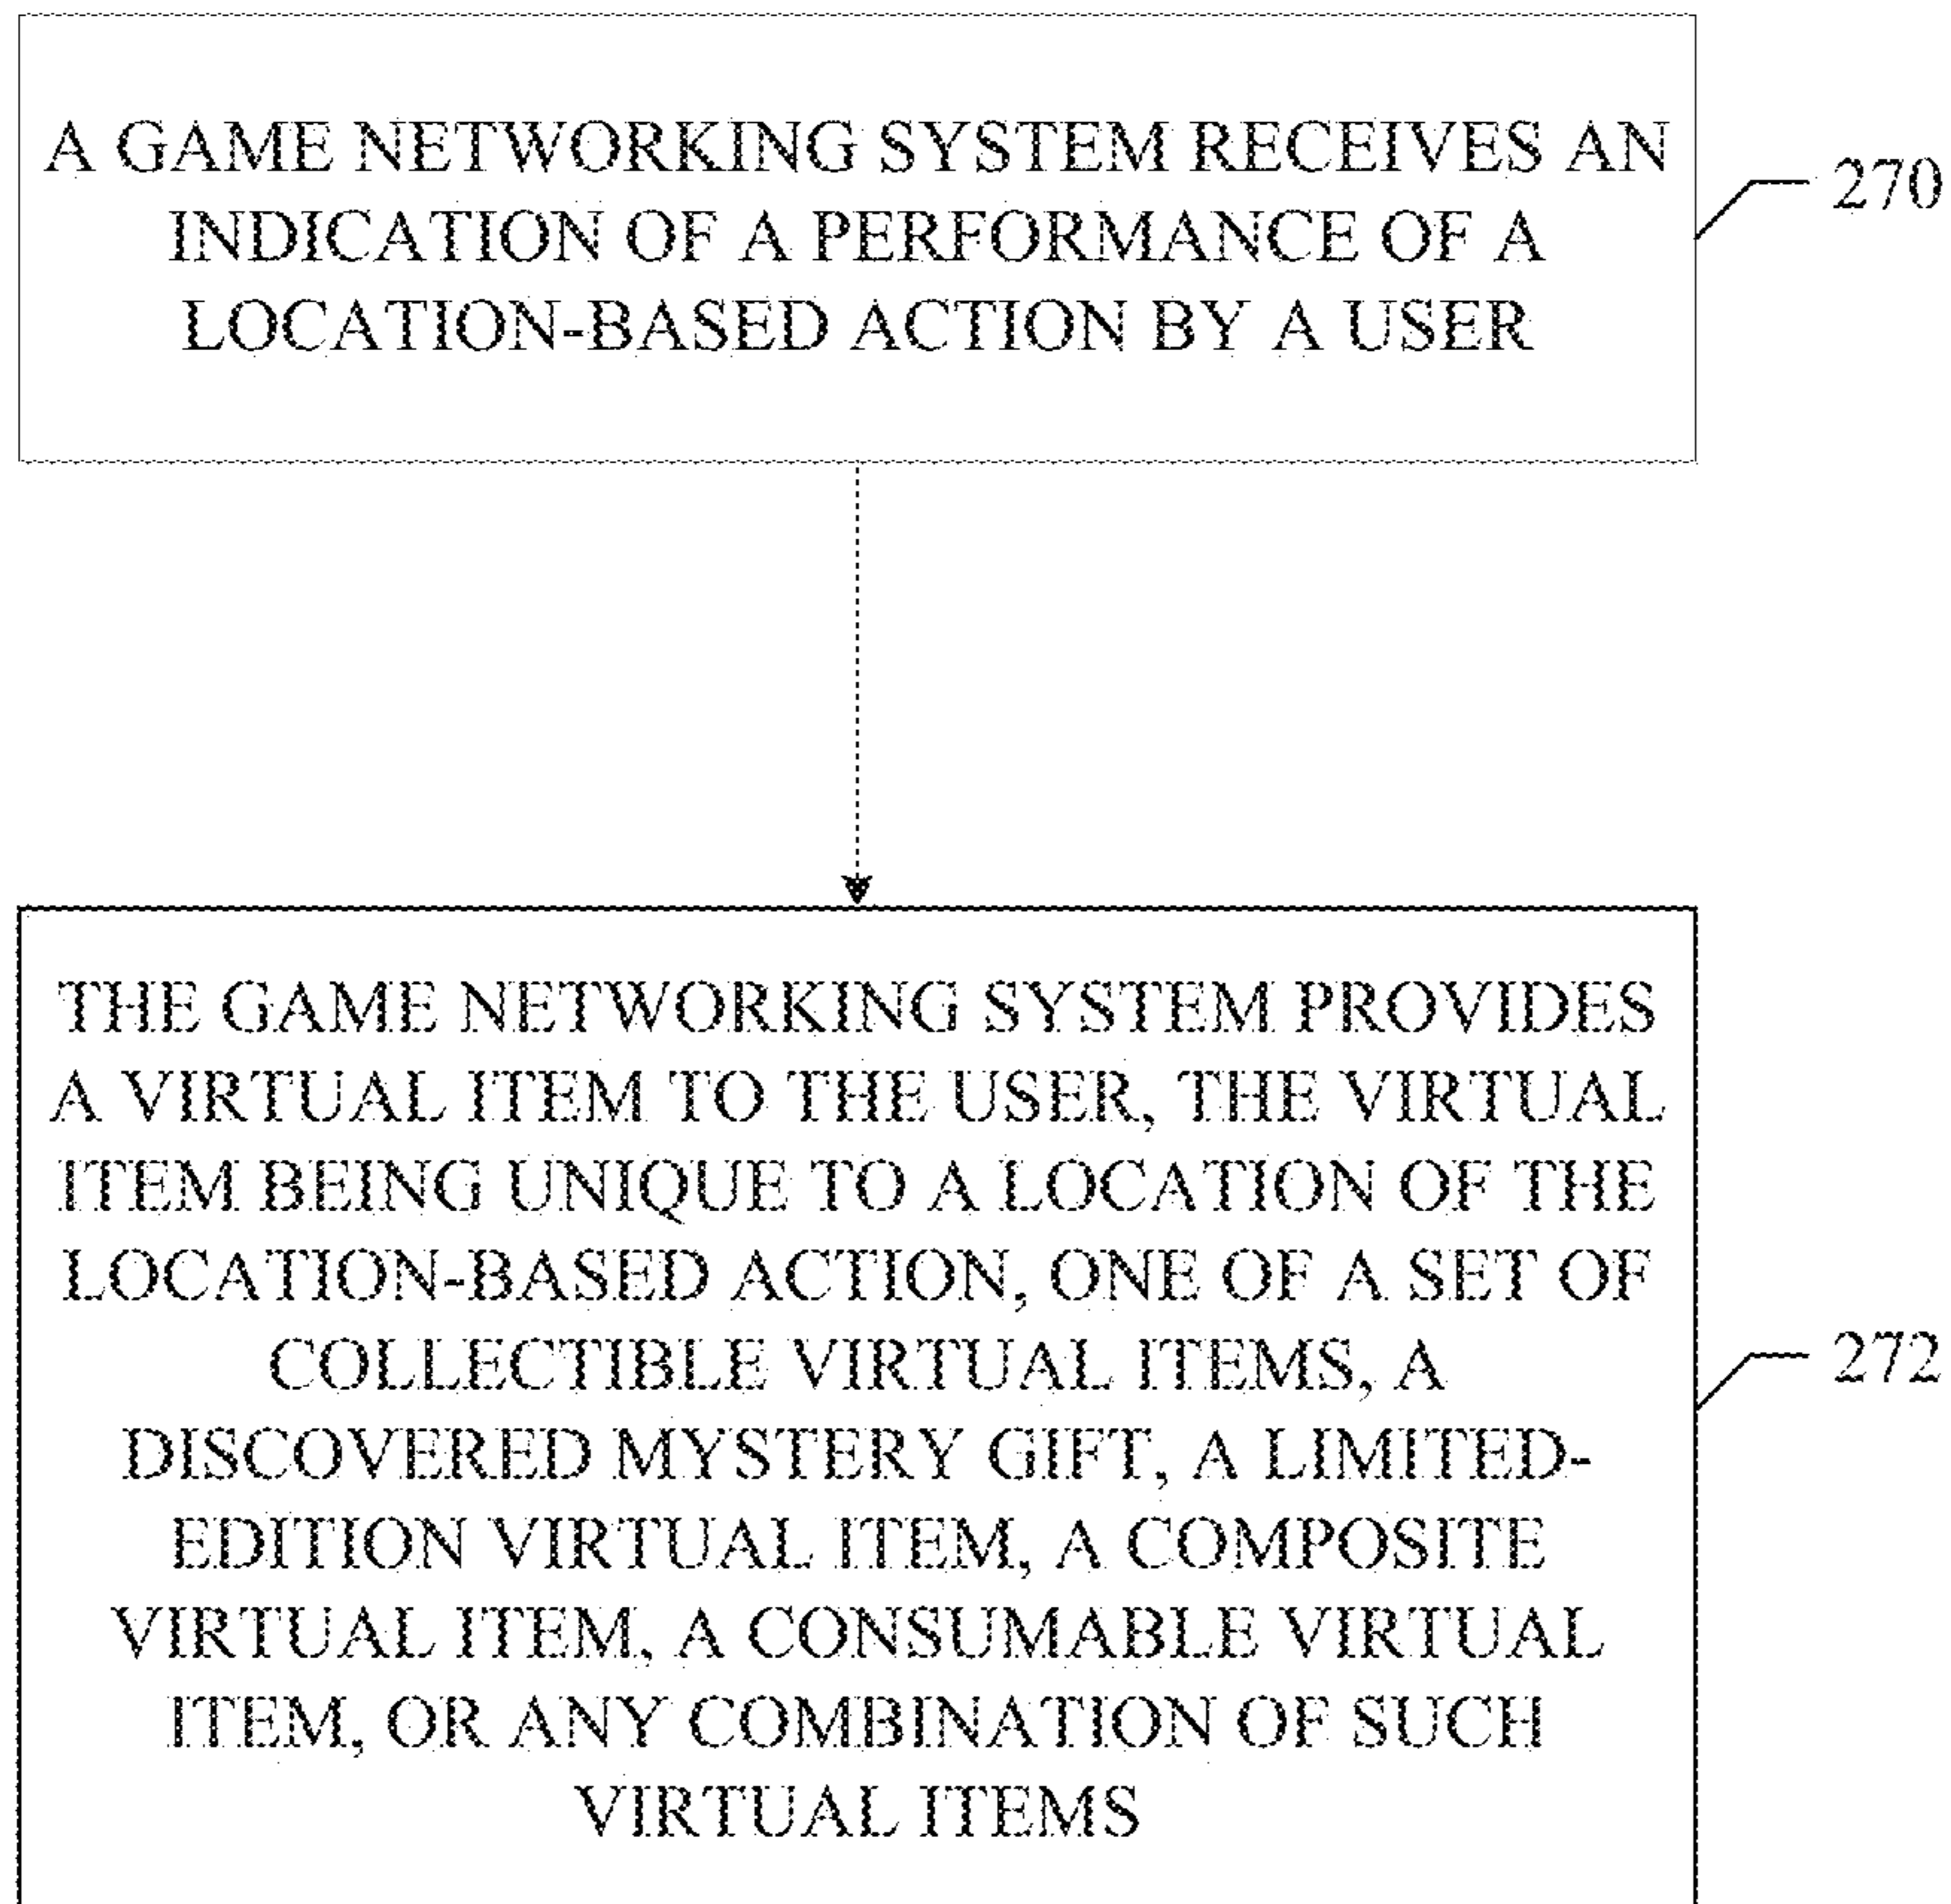 A GAME NETWORKING SYSTEM RECEIVES AN
INDICATION OF A PERFORMANCE OF A
LOCATION-BASED ACTION BY A USER
270
THE GAME NETWORKING SYSTEM PROVIDES
A VIRTUAL ITEM TO THE USER, THE VIRTUAL
ITEM BEING UNIQUE TO A LOCATION OF THE
LOCATION-BASED ACTION, ONE OF A SET OF
COLLECTIBLE VIRTUAL ITEMS, A
DISCOVERED MYSTERY GIFT, A LIMITED-
EDITION VIRTUAL ITEM, A COMPOSITE
VIRTUAL ITEM, A CONSUMABLE VIRTUAL
ITEM, OR ANY COMBINATION OF SUCH
VIRTUAL ITEMS
272